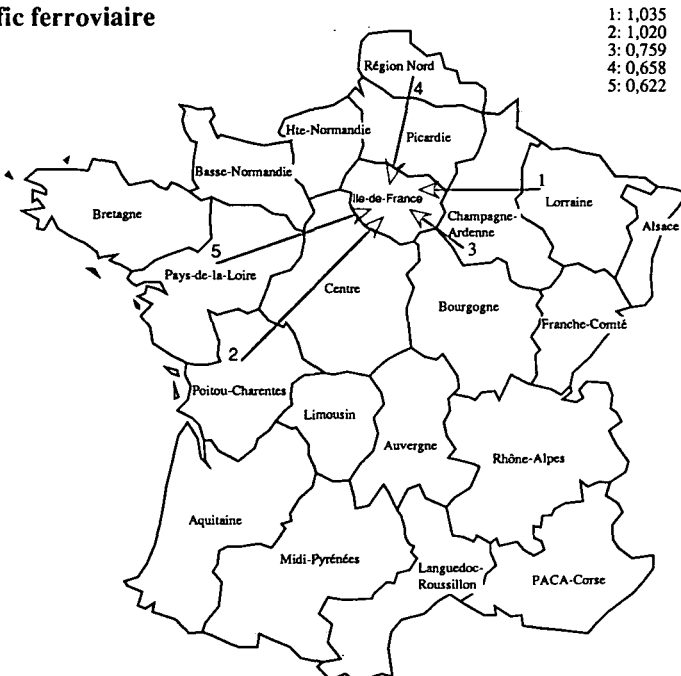 fic ferroviaire
1: 1,035
2: 1,020
3: 0,759
4: 0,658
5: 0,622
Région Nord
4
Hte-Normandie
Picardie
Basse-Normandie
1
Île-de-France
Lorraine
Bretagne
Champagne-
Ardenne
Alsace
5
3
Pays-de-la-Loire
Centre
Bourgogne
Franche-Comté
2
Poitou-Charentes
Limousin
Auvergne
Rhône-Alpes
Aquitaine
Midi-Pyrénées
Languedoc-
Roussillon
PACA-Corse